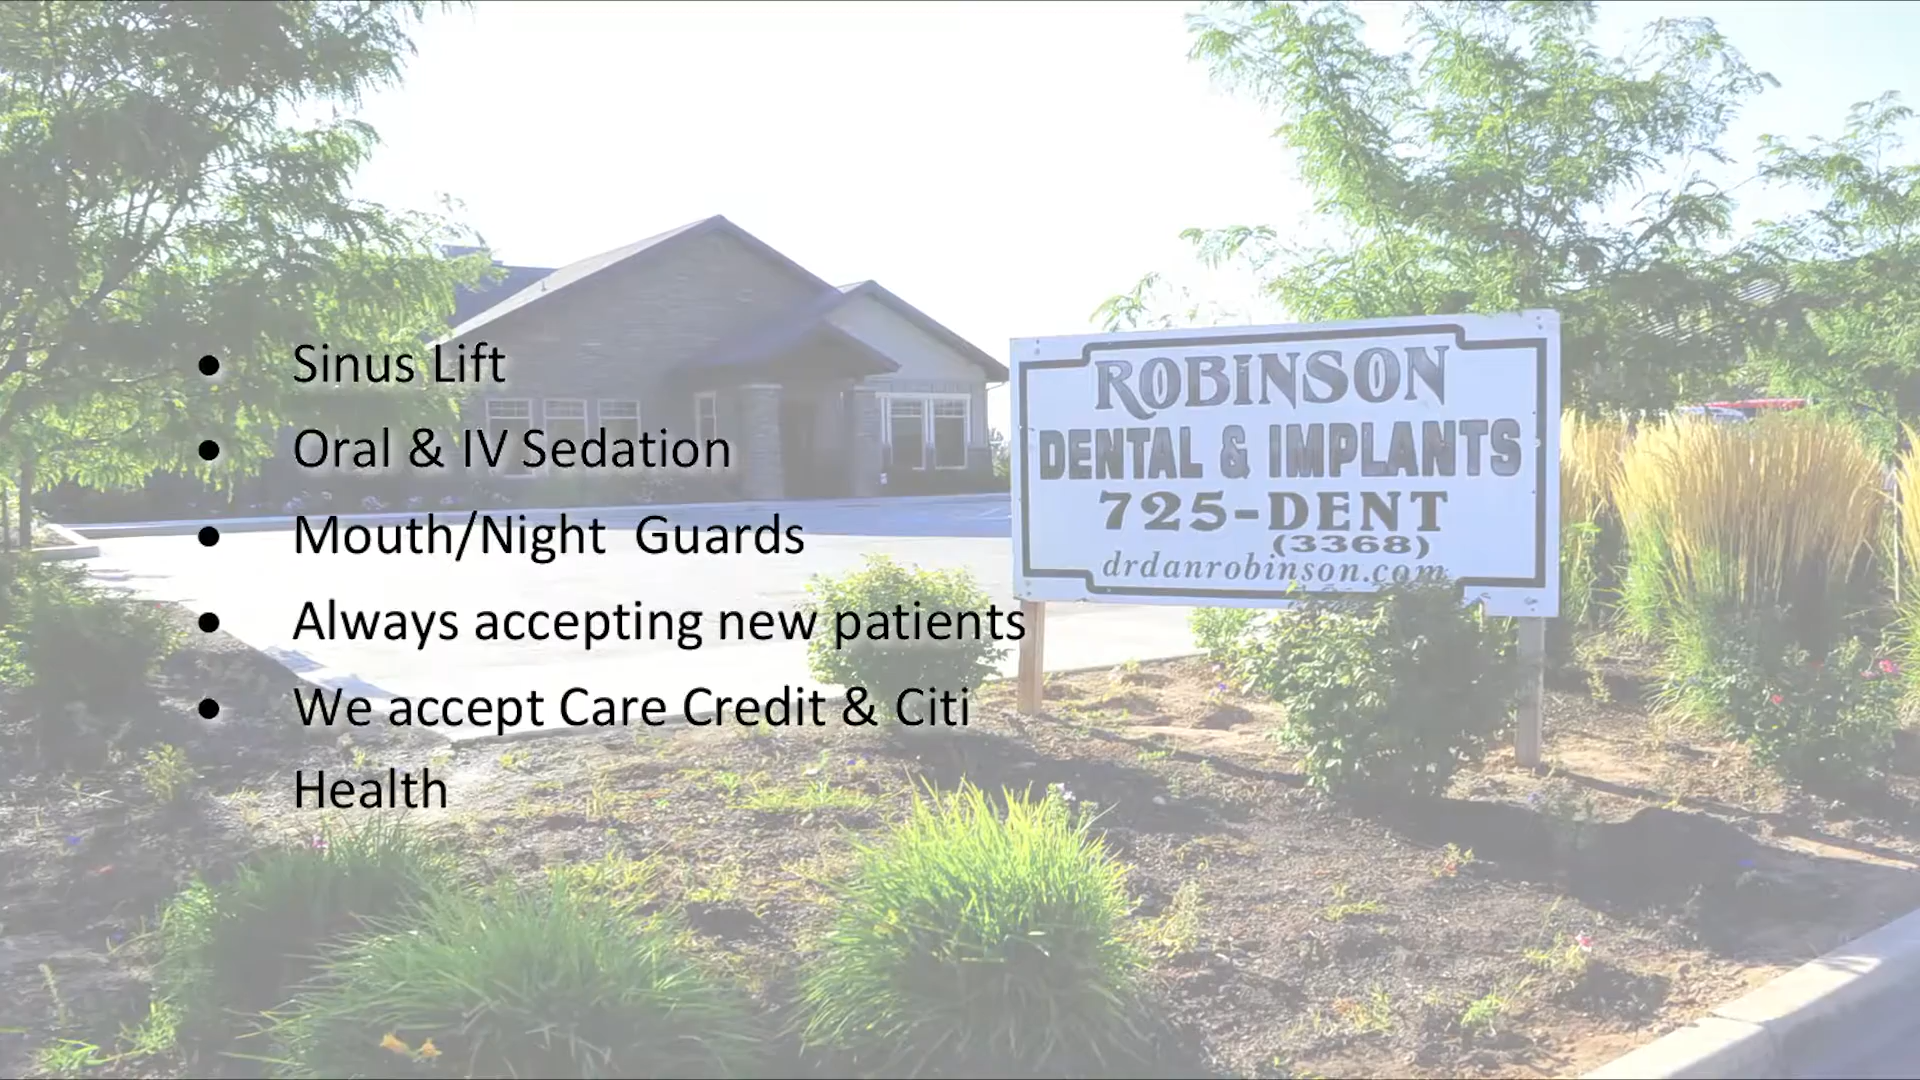 • Sinus Lift
• Oral & IV Sedation
• Mouth/Night  Guards
• Always accepting new patients
• We accept Care Credit & Citi
Health
ROBINSON
DENTAL & IMPLANTS
725-DENT
(3368)
drdanrobinson.com